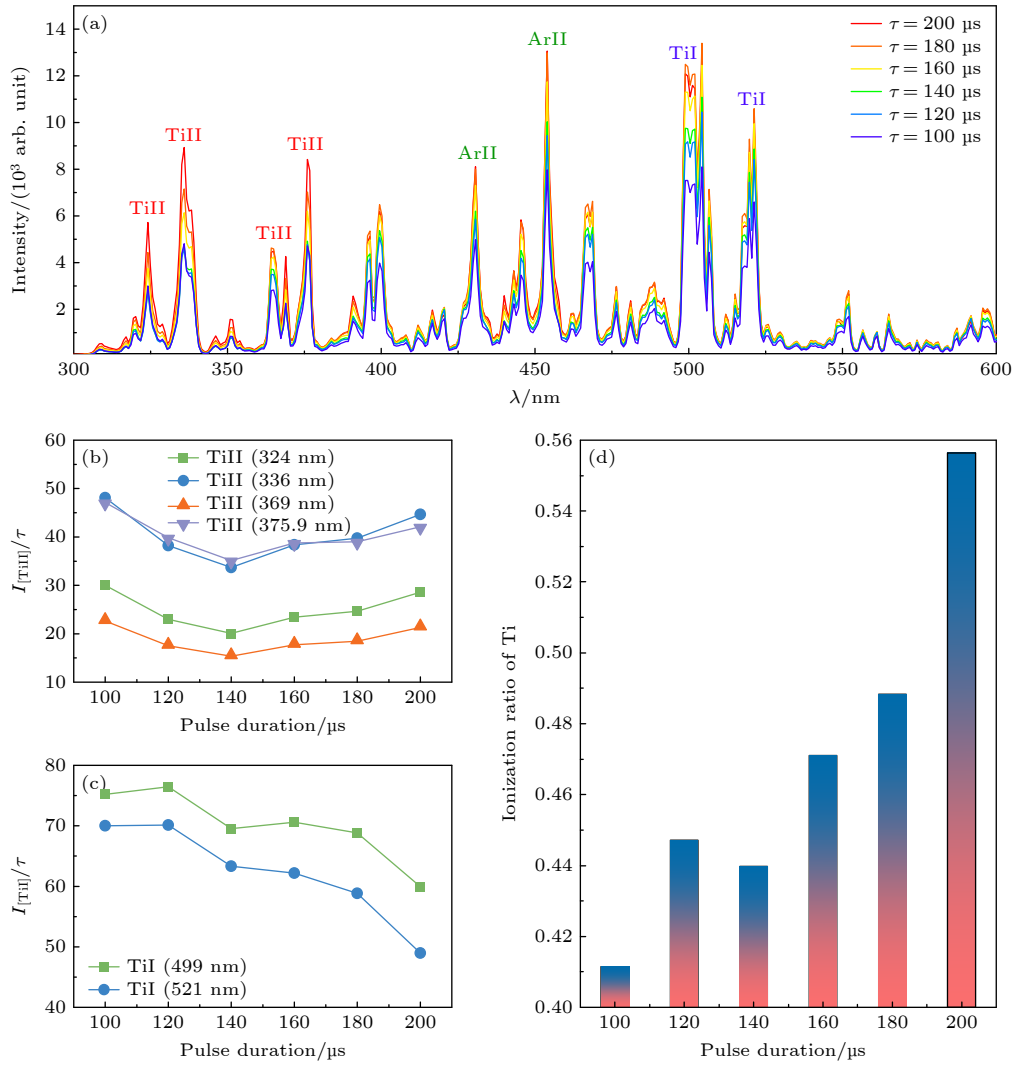 (a)
14
12
10
8
6
4
2
Intensity/(10³ arb. unit)
TiII
TiII
TiII
TiII
ArII
ArII
TiI
TiI
τ = 200 µs
τ = 180 µs
τ = 160 µs
τ = 140 µs
τ = 120 µs
τ = 100 µs
300 350 400 450 500 550 600
λ/nm
(b)
60
50
40
30
20
10
I[TiII]/τ
TiII (324 nm)
TiII (336 nm)
TiII (369 nm)
TiII (375.9 nm)
100 120 140 160 180 200
Pulse duration/µs
(c)
80
70
60
50
40
I[TiI]/τ
TiI (499 nm)
TiI (521 nm)
100 120 140 160 180 200
Pulse duration/µs
(d)
0.56
0.54
0.52
0.50
0.48
0.46
0.44
0.42
0.40
Ionization ratio of Ti
100 120 140 160 180 200
Pulse duration/µs